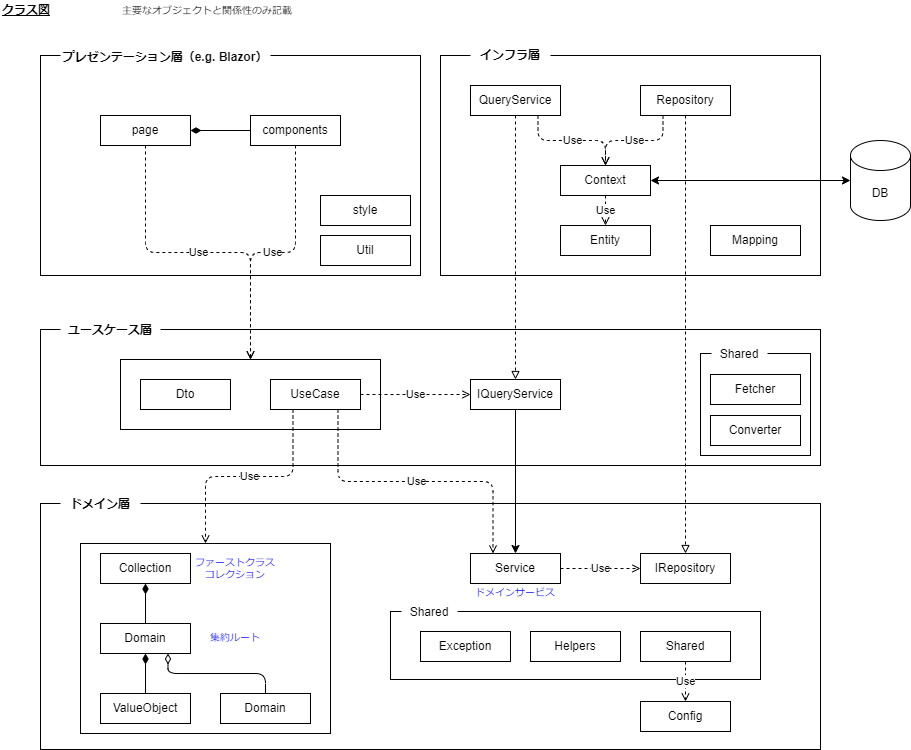 クラス図
主要なオブジェクトと関係性のみ記載
プレゼンテーション層（e.g. Blazor）
page
components
style
Util
Use
Use
インフラ層
QueryService
Repository
Use
Use
Context
Use
Entity
Mapping
DB
ユースケース層
Dto
UseCase
Use
IQueryService
Shared
Fetcher
Converter
Use
Use
ドメイン層
Collection
ファーストクラス
コレクション
Domain
集約ルート
ValueObject
Domain
Service
ドメインサービス
Use
IRepository
Shared
Exception
Helpers
Shared
Use
Config